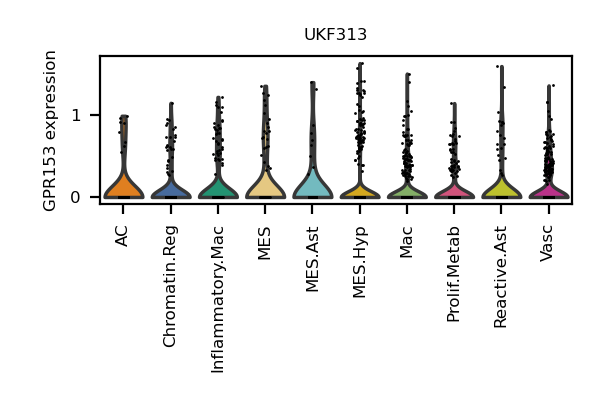 UKF313
GPR153 expression
1
0
AC
Chromatin.Reg
Inflammatory.Mac
MES
MES.Ast
MES.Hyp
Mac
Prolif.Metab
Reactive.Ast
Vasc